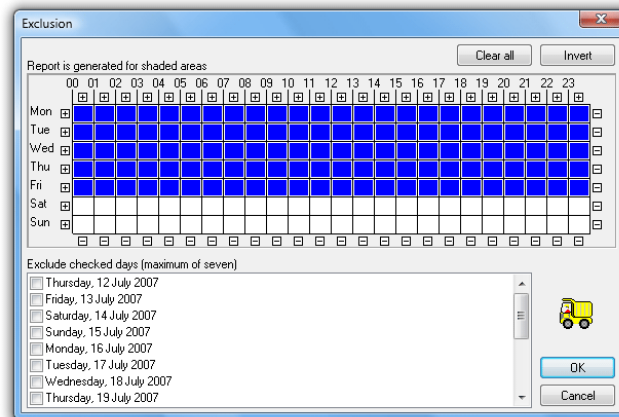 Exclusion
Clear all Invert
Report is generated for shaded areas
00 01 02 03 04 05 06 07 08 09 10 11 12 13 14 15 16 17 18 19 20 21 22 23
Mon
Tue
Wed
Thu
Fri
Sat
Sun
Exclude checked days (maximum of seven)
Thursday, 12 July 2007
Friday, 13 July 2007
Saturday, 14 July 2007
Sunday, 15 July 2007
Monday, 16 July 2007
Tuesday, 17 July 2007
Wednesday, 18 July 2007
Thursday, 19 July 2007
OK
Cancel